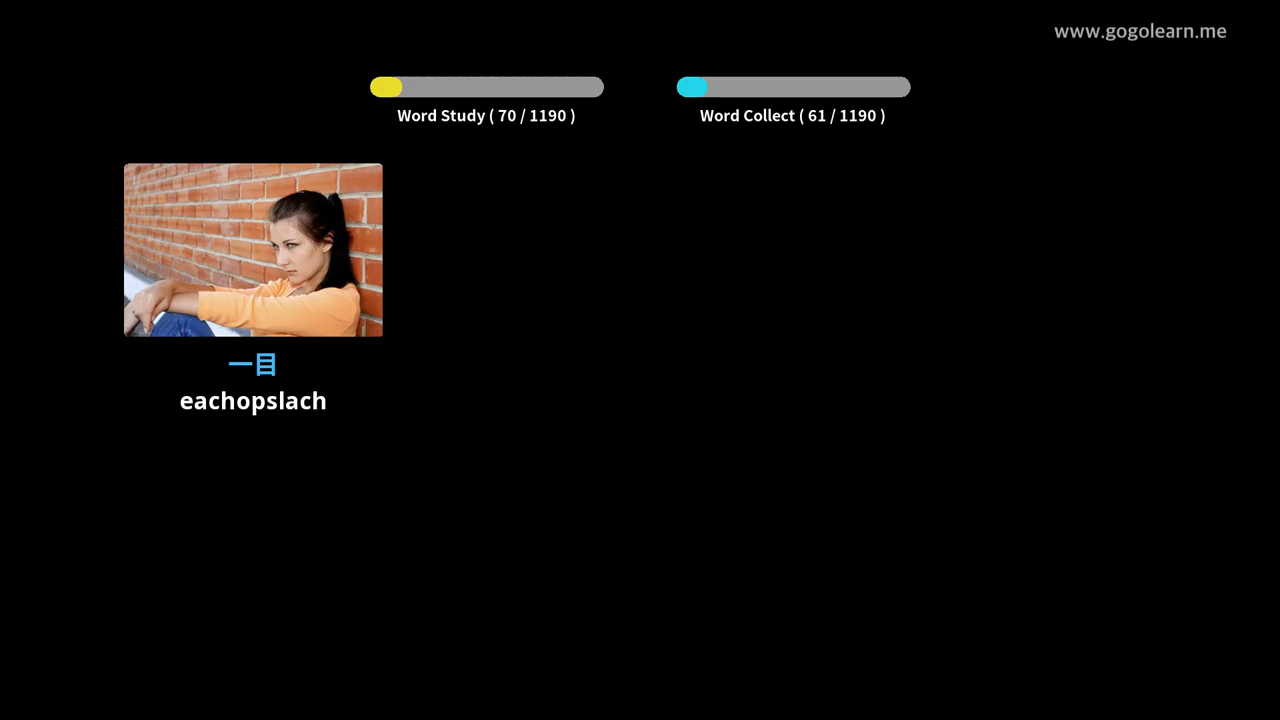 www.gogolearn.me
Word Study ( 70 / 1190 )
Word Collect ( 61 / 1190 )
一目
eachopslach